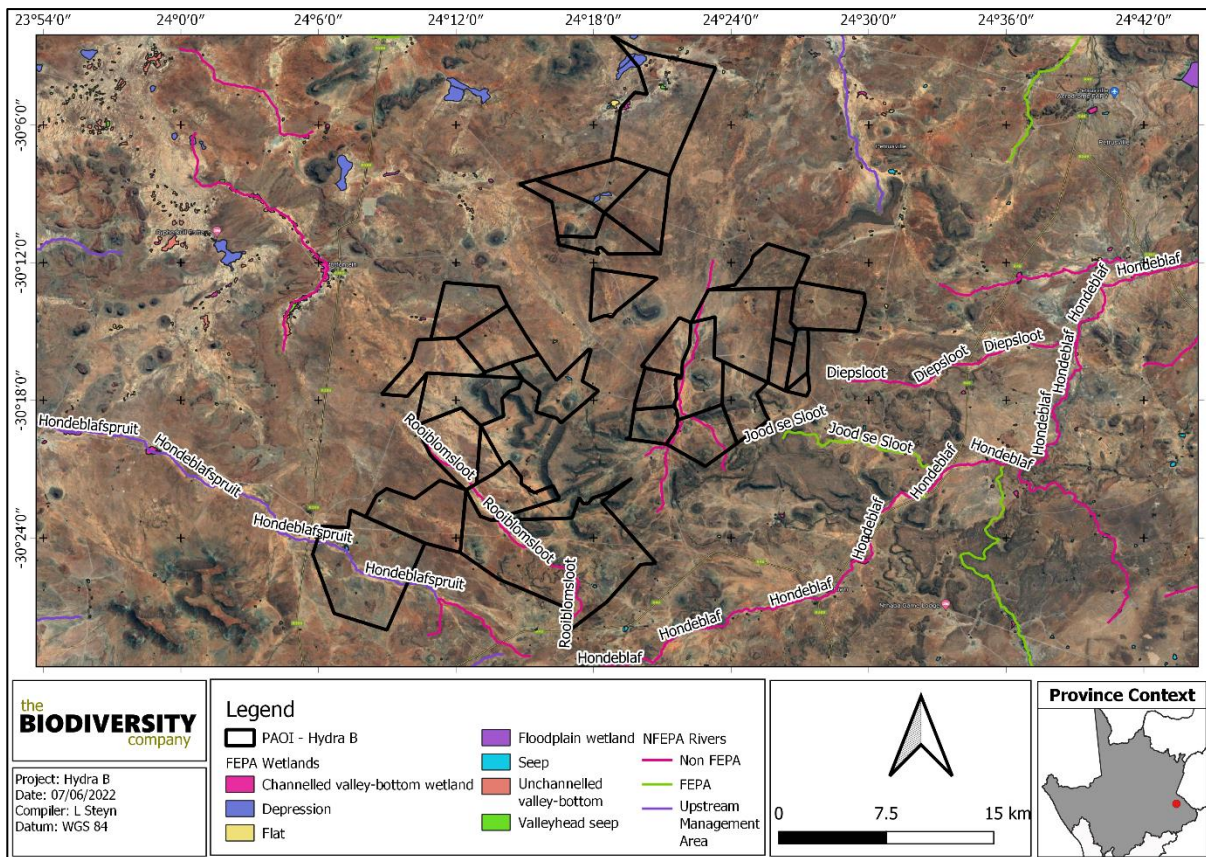 23°54'0" 24°0'0" 24°6'0" 24°12'0" 24°18'0" 24°24'0" 24°30'0" 24°36'0" 24°42'0"
-30°6'0"
-30°12'0"
-30°18'0"
-30°24'0"
Petrusville
Petrusville
Hondeblaf
Hondeblaf
Diepsloot
Diepsloot
Diepsloot
Hondeblaf
Hondeblaf
Jood se Sloot
Jood se Sloot
Hondeblaf
Hondeblaf
Hondeblaf
Hondeblaf
Hondeblaf
Hondeblaf
Hondeblafspruit
Hondeblafspruit
Hondeblafspruit
Hondeblafspruit
Rooiblomsloot
Rooiblomsloot
Rooiblomsloot
the
BIODIVERSITY
company
Project: Hydra B
Date: 07/06/2022
Compiler: L Steyn
Datum: WGS 84
Legend
PAOI - Hydra B
FEPA Wetlands
Channelled valley-bottom wetland
Depression
Flat
Floodplain wetland
Seep
Unchannelled
valley-bottom
Valleyhead seep
NFEPA Rivers
Non FEPA
FEPA
Upstream
Management
Area
0 7.5 15 km
Province Context